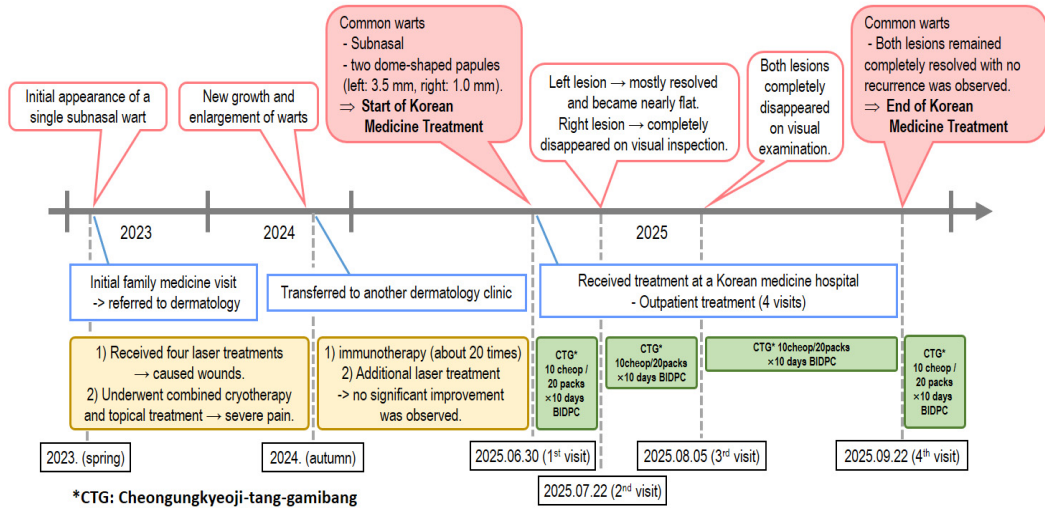 Initial appearance of a
single subnasal wart
New growth and
enlargement of warts
Common warts
- Subnasal
- two dome-shaped papules
(left: 3.5 mm, right: 1.0 mm).
⇒ Start of Korean
Medicine Treatment
Left lesion → mostly resolved
and became nearly flat.
Right lesion → completely
disappeared on visual inspection.
Both lesions
completely
disappeared
on visual
examination.
Common warts
- Both lesions remained
completely resolved with no
recurrence was observed.
⇒ End of Korean
Medicine Treatment
2023
2024
2025
Initial family medicine visit
-> referred to dermatology
Transferred to another dermatology clinic
Received treatment at a Korean medicine hospital
- Outpatient treatment (4 visits)
1) Received four laser treatments
→ caused wounds.
2) Underwent combined cryotherapy
and topical treatment → severe pain.
1) immunotherapy (about 20 times)
2) Additional laser treatment
-> no significant improvement
was observed.
CTG*
10 cheop /
20 packs
×10 days
BIDPC
CTG*
10cheop/20packs
×10 days BIDPC
CTG* 10cheop/20packs
×10 days BIDPC
CTG*
10 cheop /
20 packs
×10 days
BIDPC
2023. (spring)
2024. (autumn)
2025.06.30 (1st visit)
2025.07.22 (2nd visit)
2025.08.05 (3rd visit)
2025.09.22 (4th visit)
*CTG: Cheongungkyeoji-tang-gamibang